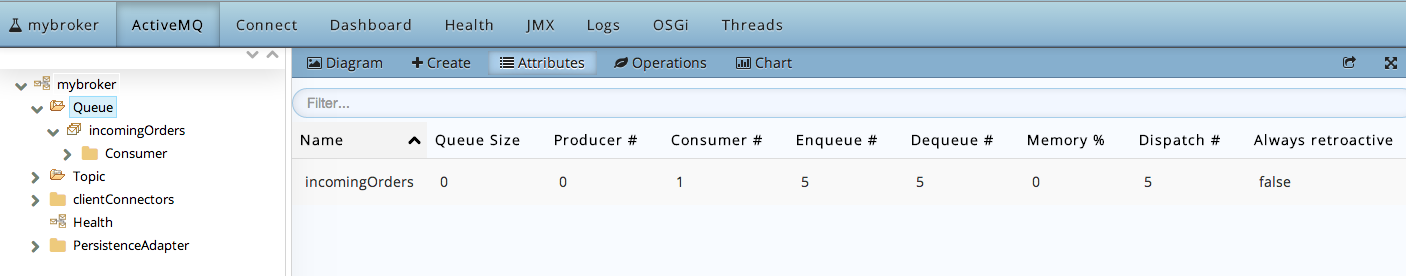 mybroker ActiveMQ Connect Dashboard Health JMX Logs OSGi Threads
Diagram Create Attributes Operations Chart
mybroker
Queue
incomingOrders
Consumer
Topic
clientConnectors
Health
PersistenceAdapter
Filter...
Name Queue Size Producer # Consumer # Enqueue # Dequeue # Memory % Dispatch # Always retroactive
incomingOrders 0 0 1 5 5 0 5 false